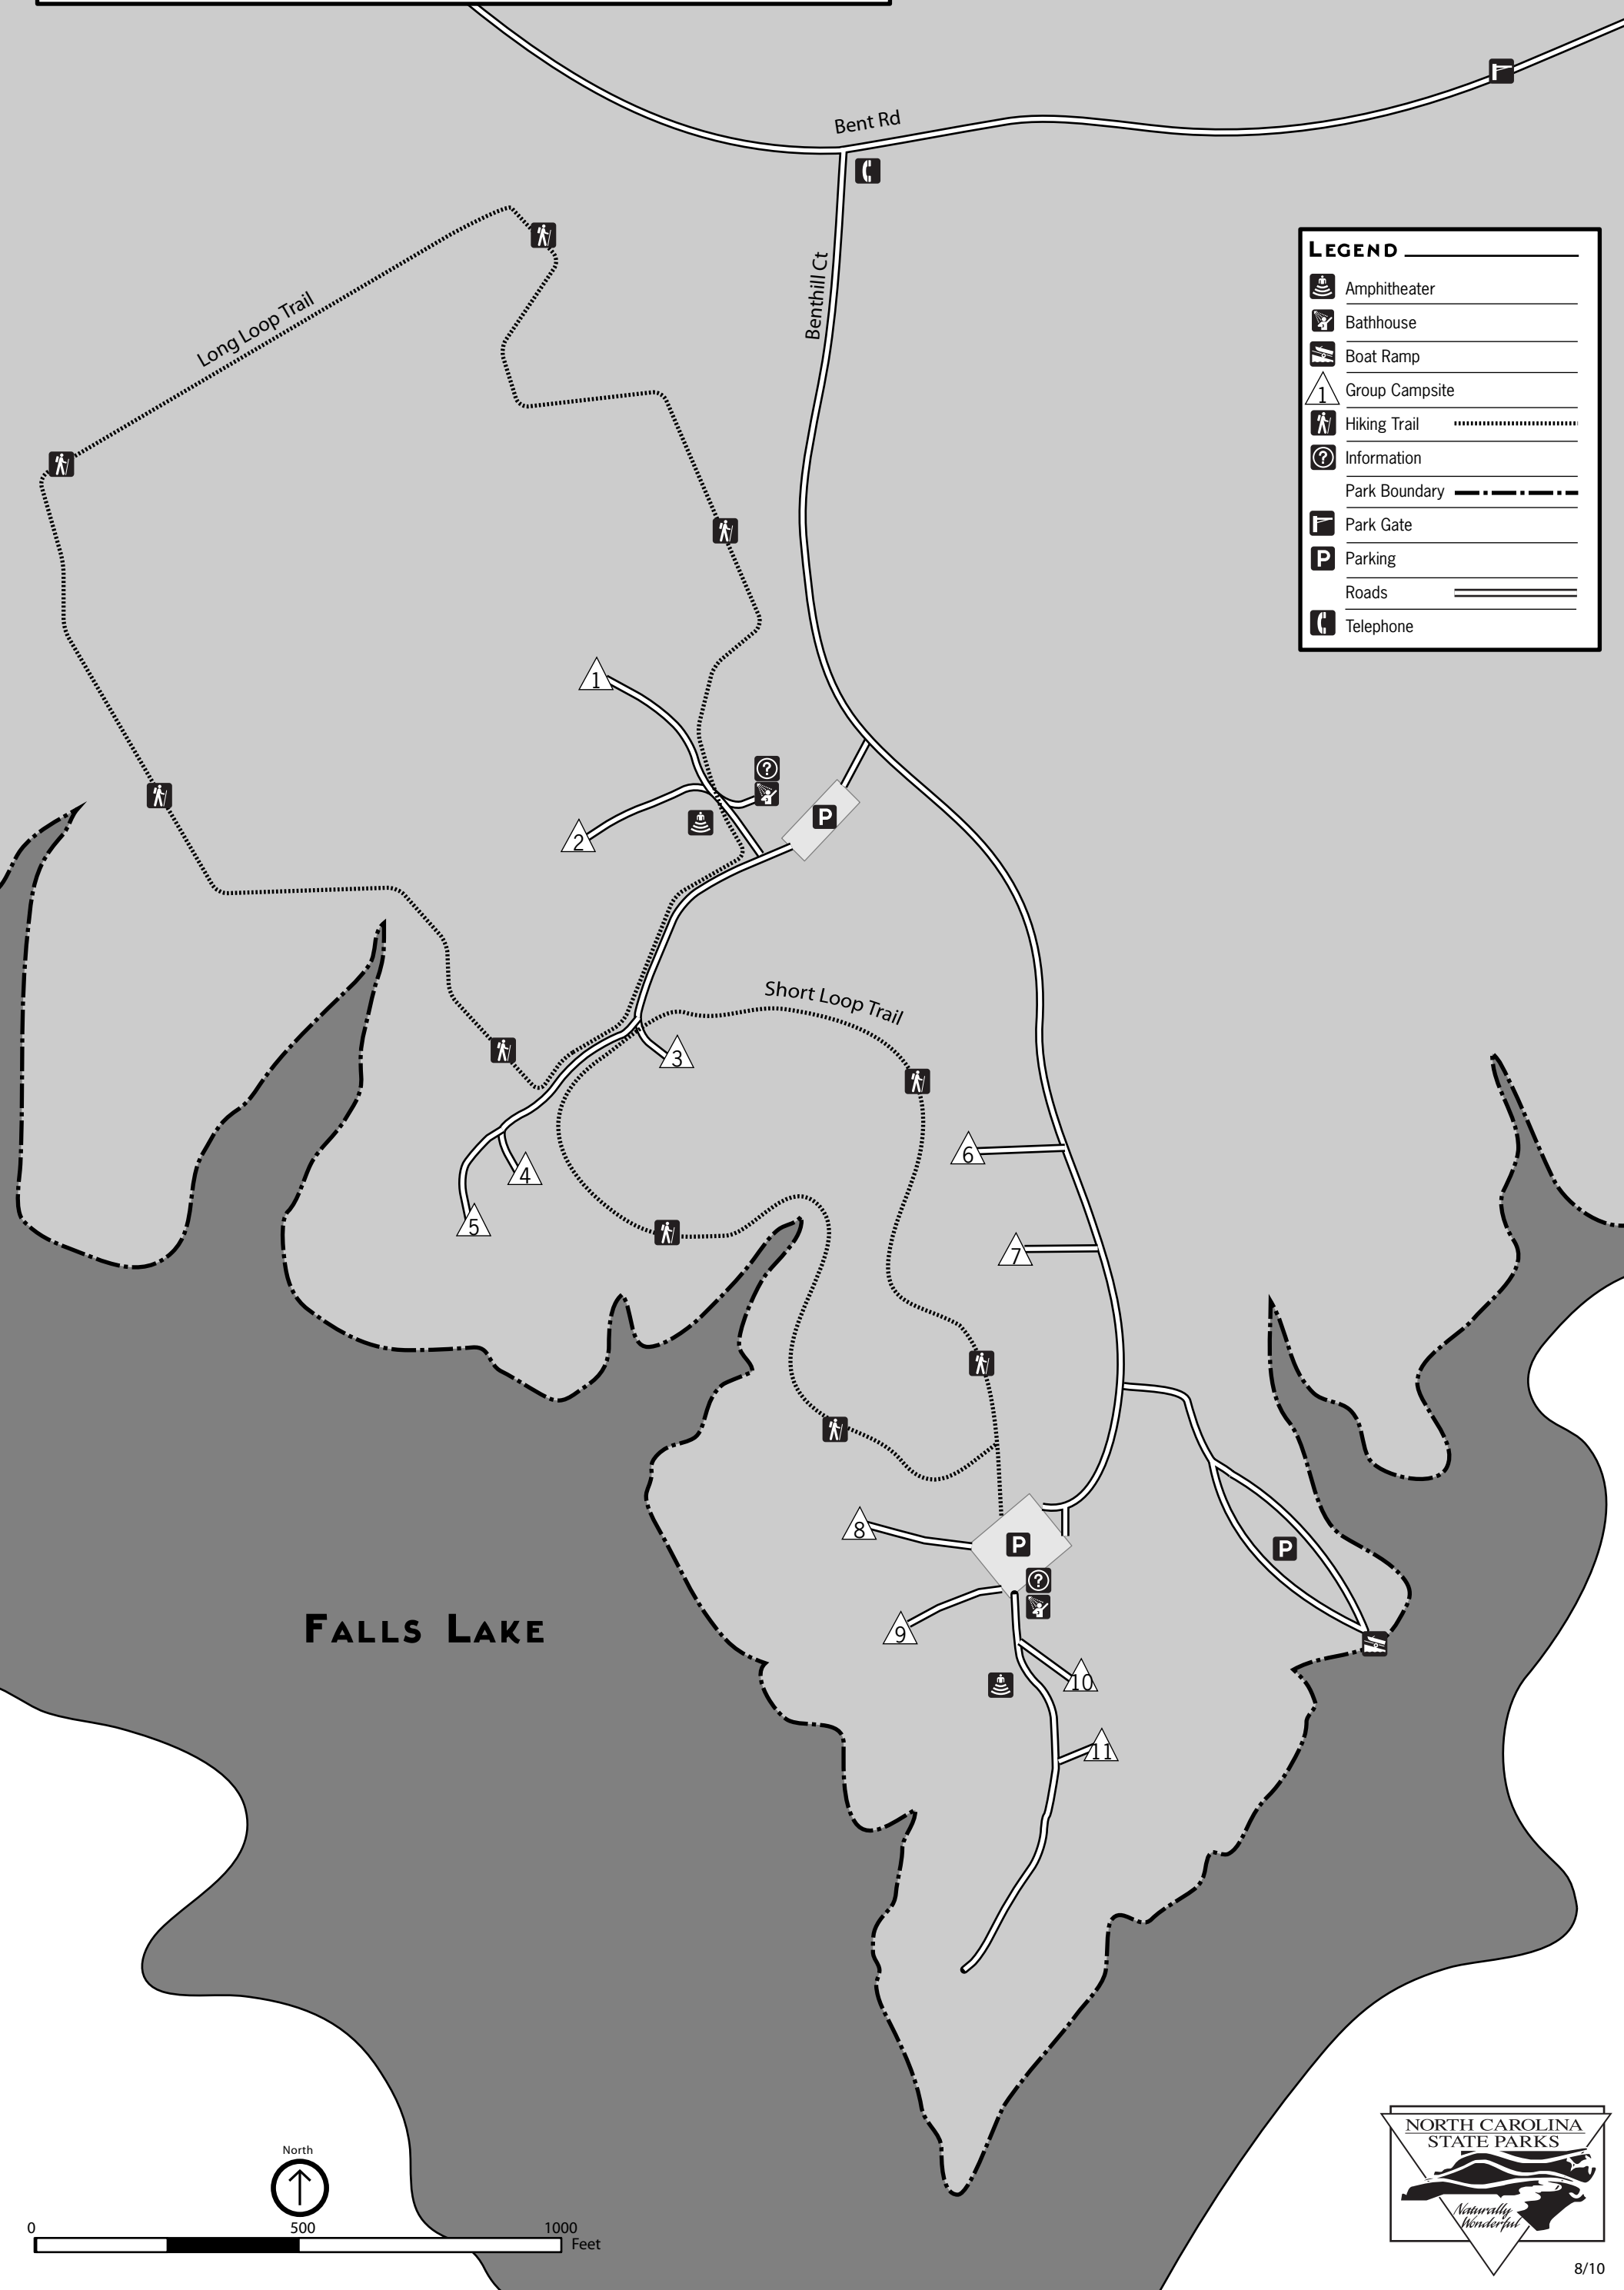 Bent Rd
Benthill Ct
LEGEND
Amphitheater
Bathhouse
Boat Ramp
1 Group Campsite
Hiking Trail
? Information
Park Boundary
Park Gate
P Parking
Roads
Telephone
Long Loop Trail
1
?
P
2
Short Loop Trail
3
6
4
5
7
8
P
P
?
9
FALLS LAKE
10
11
North
0 500 1000
Feet
NORTH CAROLINA
STATE PARKS
Naturally
Wonderful
8/10